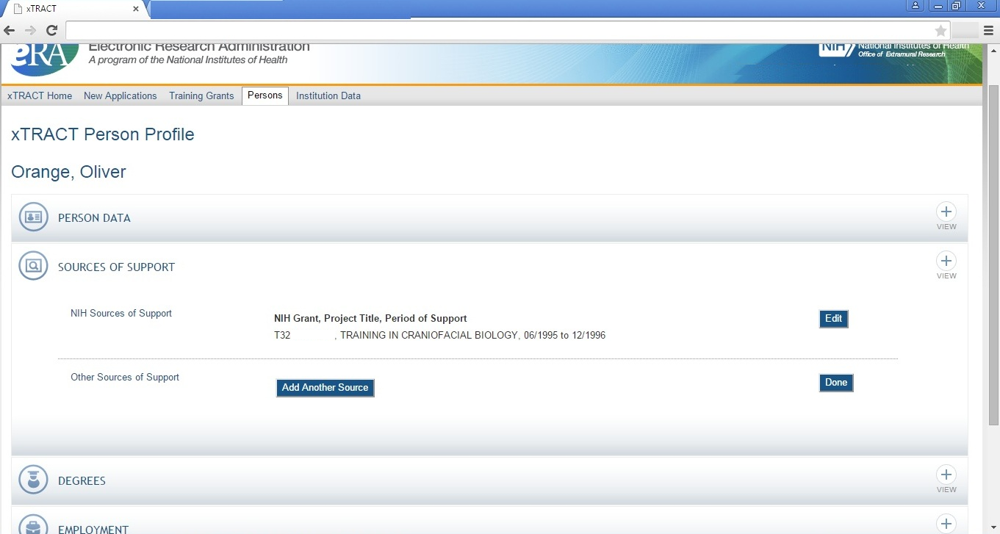 xTRACT
eRA
Electronic Research Administration
A program of the National Institutes of Health
NIH
National Institutes of Health
Office of Extramural Research
xTRACT Home New Applications Training Grants Persons Institution Data
xTRACT Person Profile
Orange, Oliver
PERSON DATA
VIEW
SOURCES OF SUPPORT
VIEW
NIH Sources of Support
NIH Grant, Project Title, Period of Support
Edit
T32 , TRAINING IN CRANIOFACIAL BIOLOGY, 06/1995 to 12/1996
Other Sources of Support
Add Another Source
Done
DEGREES
VIEW
EMPLOYMENT